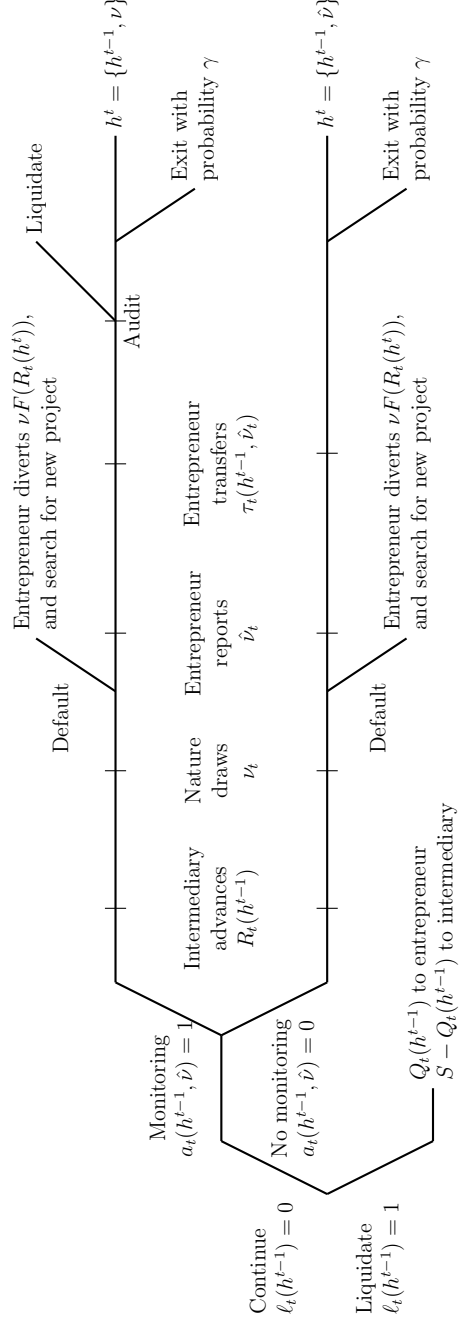 Continue
ℓ_t(h^{t−1}) = 0
Liquidate
ℓ_t(h^{t−1}) = 1
Monitoring
a_t(h^{t−1}, ν̂) = 1
No monitoring
a_t(h^{t−1}, ν̂) = 0
Q_t(h^{t−1}) to entrepreneur
S − Q_t(h^{t−1}) to intermediary
Intermediary
advances
R_t(h^{t−1})
Nature
draws
ν_t
Entrepreneur
reports
ν̂_t
Entrepreneur
transfers
τ_t(h^{t−1}, ν̂_t)
Default
Entrepreneur diverts νF(R_t(h^t)),
and search for new project
Audit
Liquidate
Exit with
probability γ
h^t = {h^{t−1}, ν}
Default
Entrepreneur diverts νF(R_t(h^t)),
and search for new project
Exit with
probability γ
h^t = {h^{t−1}, ν̂}